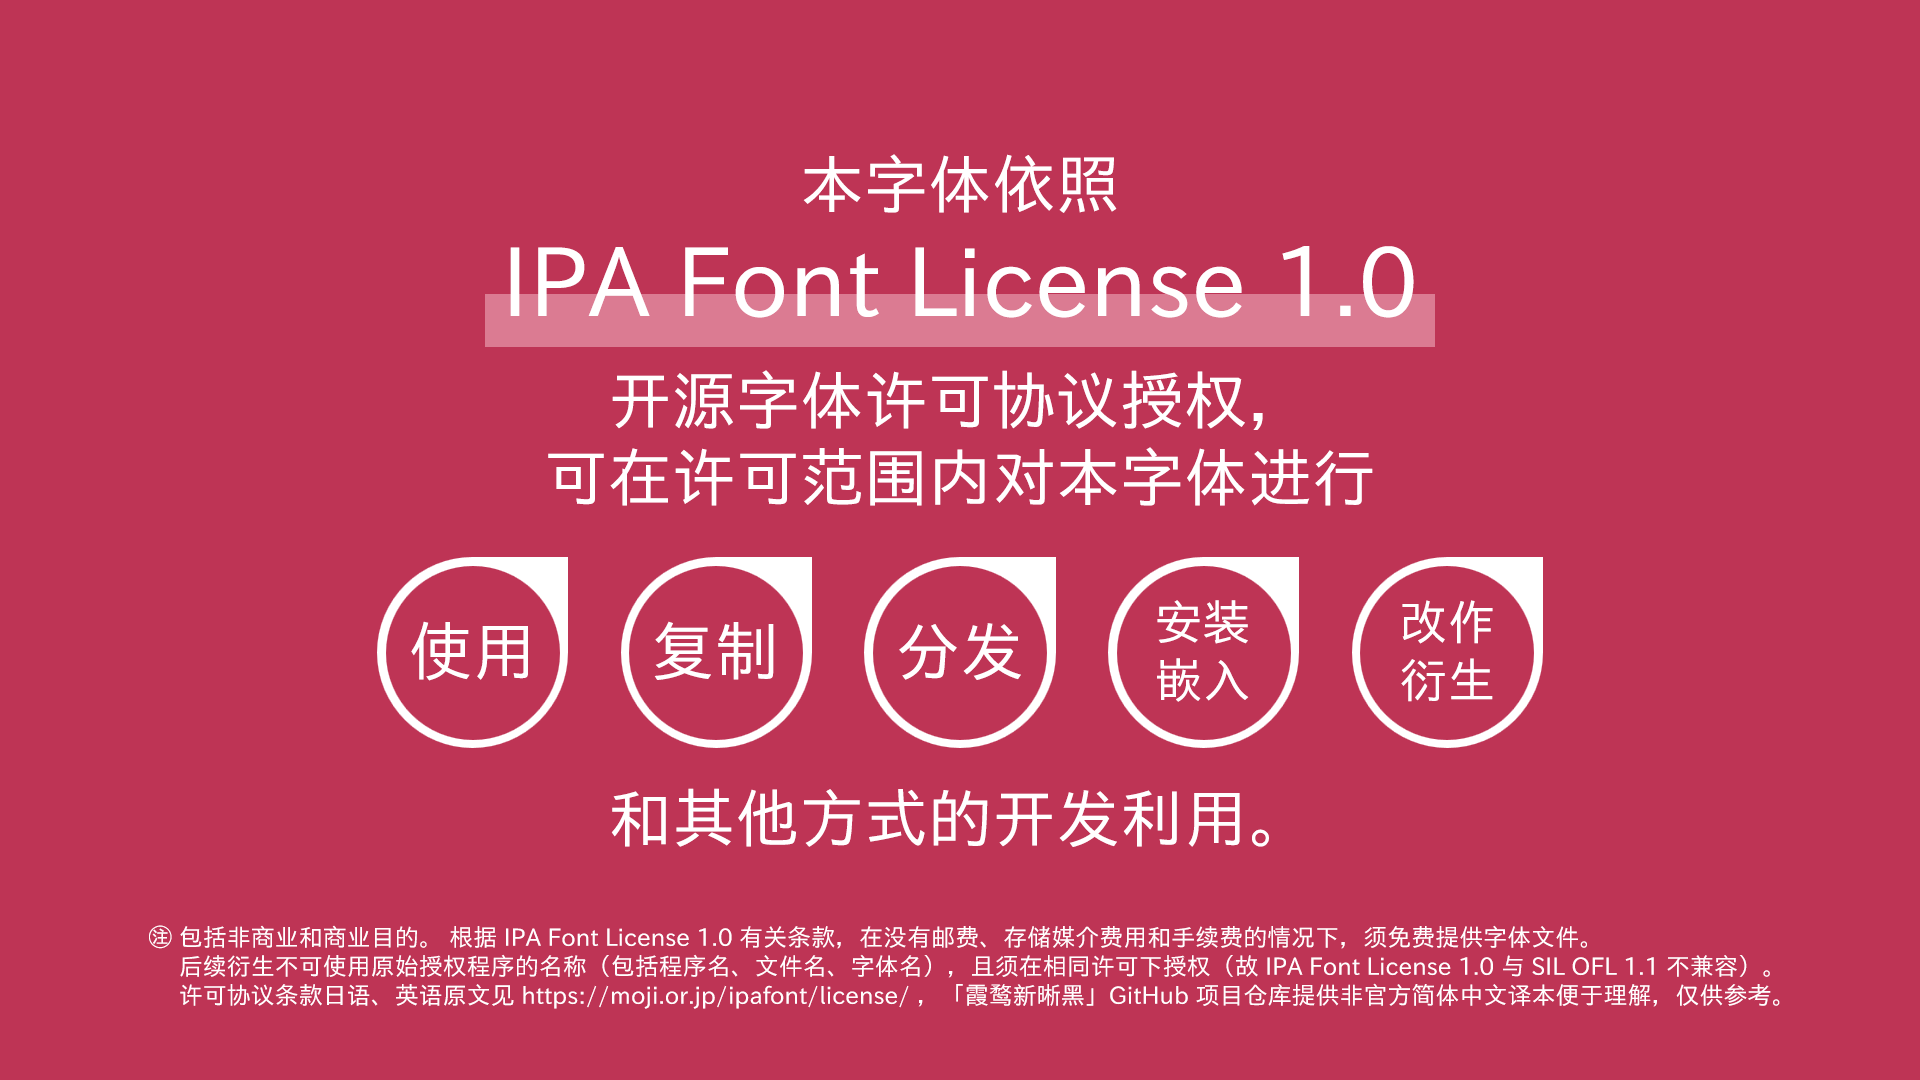 本字体依照
IPA Font License 1.0
开源字体许可协议授权，
可在许可范围内对本字体进行
使用
复制
分发
安装
嵌入
改作
衍生
和其他方式的开发利用。
㊟ 包括非商业和商业目的。 根据 IPA Font License 1.0 有关条款，在没有邮费、存储媒介费用和手续费的情况下，须免费提供字体文件。
后续衍生不可使用原始授权程序的名称（包括程序名、文件名、字体名），且须在相同许可下授权（故 IPA Font License 1.0 与 SIL OFL 1.1 不兼容）。
许可协议条款日语、英语原文见 https://moji.or.jp/ipafont/license/ ，「霞鹜新晰黑」GitHub 项目仓库提供非官方简体中文译本便于理解，仅供参考。